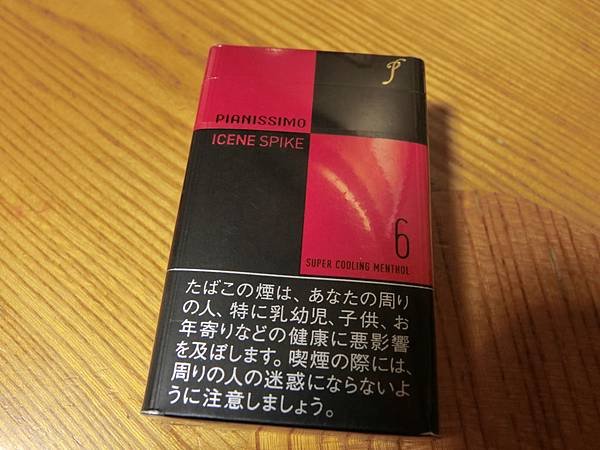 P
PIANISSIMO
ICENE SPIKE
6
SUPER COOLING MENTHOL
たばこの煙は、あなたの周り
の人、特に乳幼児、子供、お
年寄りなどの健康に悪影響
を及ぼします。喫煙の際には、
周りの人の迷惑にならないよ
うに注意しましょう。